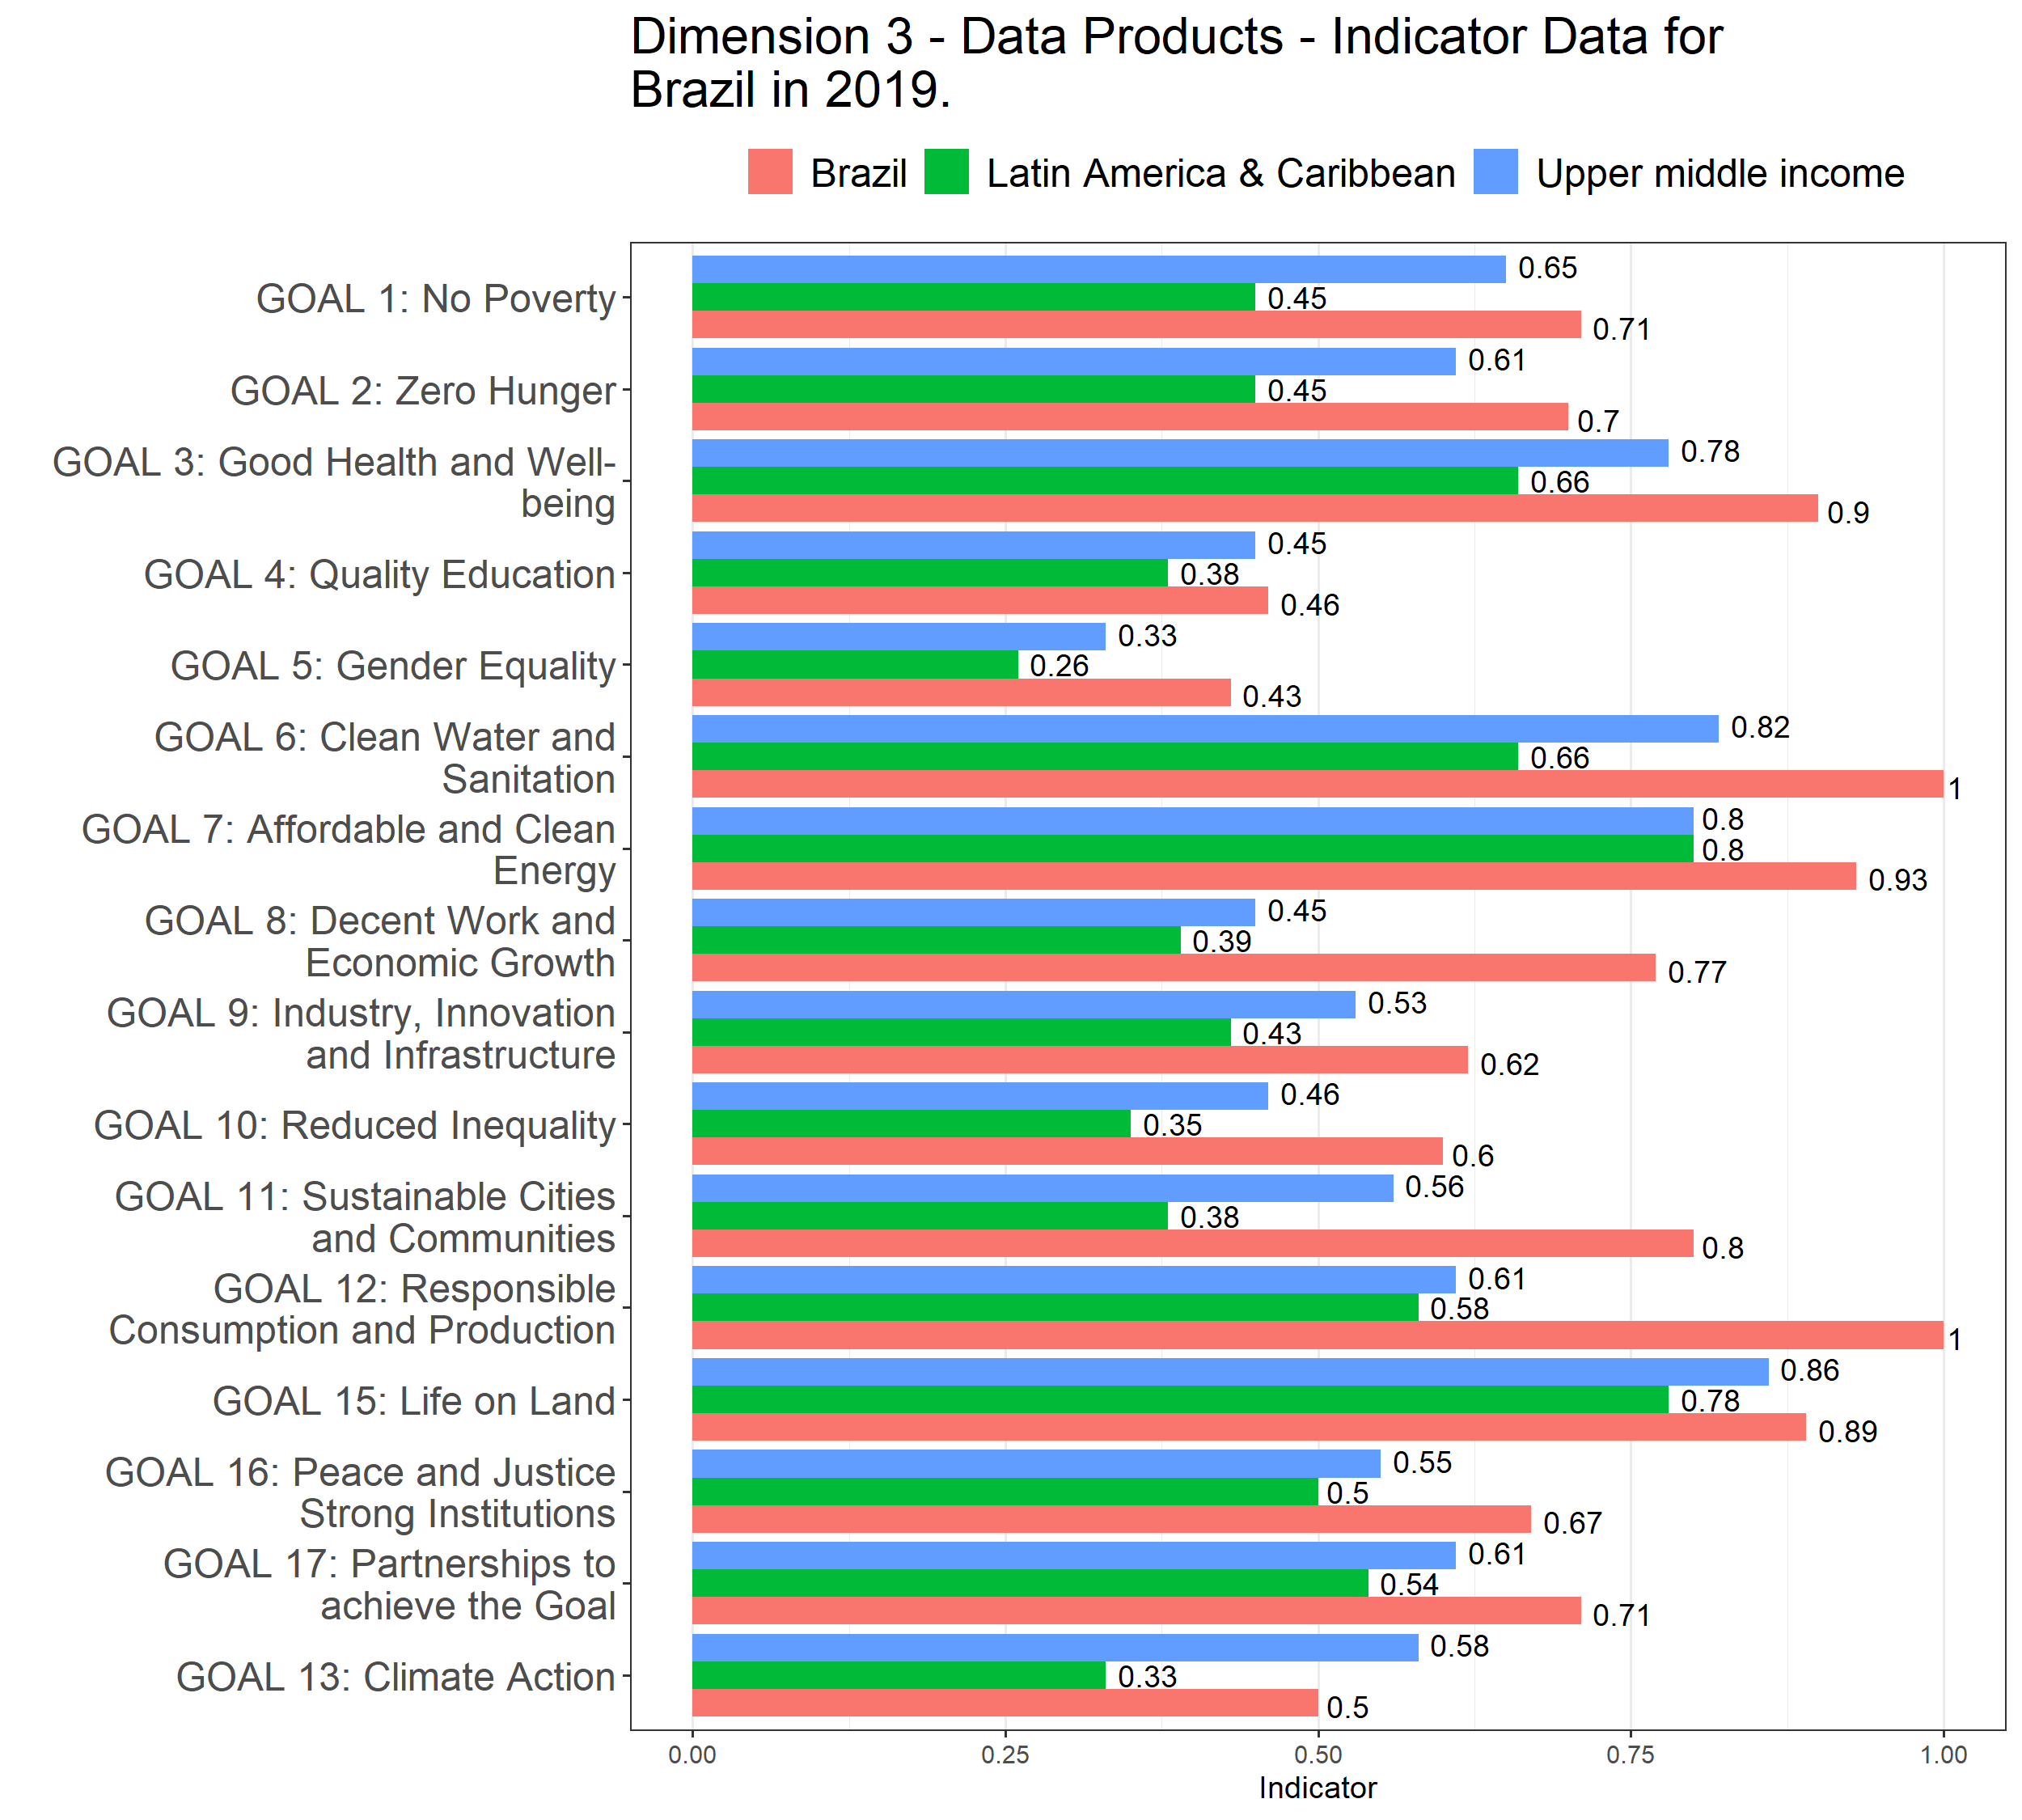 Dimension 3 - Data Products - Indicator Data for
Brazil in 2019.
Brazil Latin America & Caribbean Upper middle income
GOAL 1: No Poverty
0.65
0.45
0.71
GOAL 2: Zero Hunger
0.61
0.45
0.7
GOAL 3: Good Health and Well-
being
0.78
0.66
0.9
GOAL 4: Quality Education
0.45
0.38
0.46
GOAL 5: Gender Equality
0.33
0.26
0.43
GOAL 6: Clean Water and
Sanitation
0.82
0.66
1
GOAL 7: Affordable and Clean
Energy
0.8
0.8
0.93
GOAL 8: Decent Work and
Economic Growth
0.45
0.39
0.77
GOAL 9: Industry, Innovation
and Infrastructure
0.53
0.43
0.62
GOAL 10: Reduced Inequality
0.46
0.35
0.6
GOAL 11: Sustainable Cities
and Communities
0.56
0.38
0.8
GOAL 12: Responsible
Consumption and Production
0.61
0.58
1
GOAL 15: Life on Land
0.86
0.78
0.89
GOAL 16: Peace and Justice
Strong Institutions
0.55
0.5
0.67
GOAL 17: Partnerships to
achieve the Goal
0.61
0.54
0.71
GOAL 13: Climate Action
0.58
0.33
0.5
0.00 0.25 0.50 0.75 1.00
Indicator